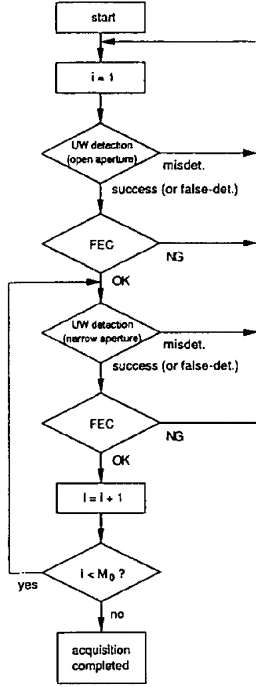 start
i = 1
UW detection
(open aperture)
misdet.
success (or false-det.)
FEC
NG
OK
UW detection
(narrow aperture)
misdet.
success (or false-det.)
FEC
NG
OK
i = i + 1
i < M₀ ?
yes
no
acquisition
completed